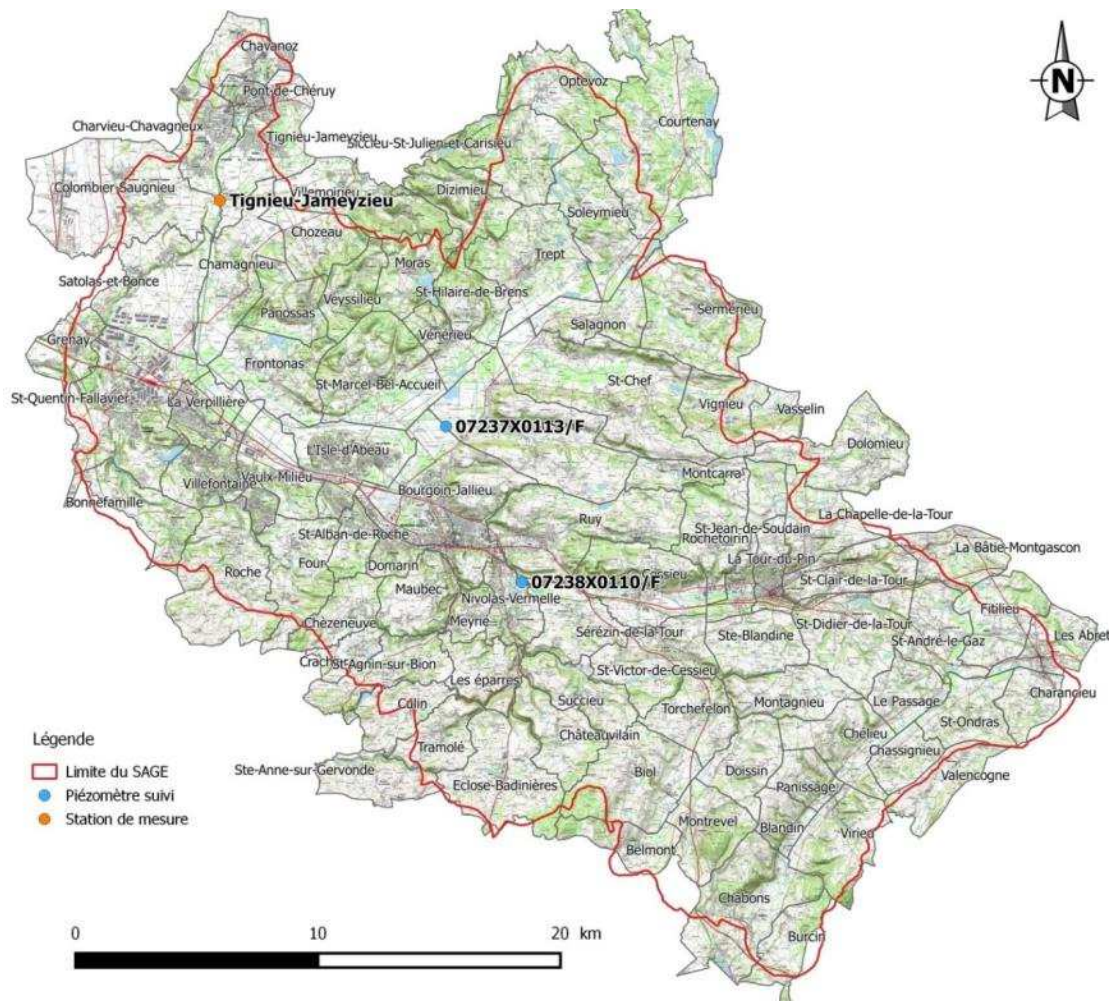 Chavanoz
N
Pont-de-Chéruy
Optevoz
Courtenay
Charvieu-Chavagneux
Tignieu-Jameyzieu
Siccieu-St-Julien-et-Carisieu
Colombier-Saugnieu
Villemoirieu
Dizimieu
Tignieu-Jameyzieu
Soleymieu
Chozeau
Trept
Chamagnieu
Moras
Satolas-et-Bonce
Veyssilieu
St-Hilaire-de-Brens
Panossas
Sermérieu
Vénérieu
Salagnon
Grenay
Frontonas
St-Marcel-Bel-Accueil
St-Chef
St-Quentin-Fallavier
La Verpillière
Vignieu
Vasselin
07237X0113/F
Dolomieu
L'Isle-d'Abeau
Vaulx-Milieu
Montcarra
Villefontaine
Bourgoin-Jallieu
Bonnefamille
La Chapelle-de-la-Tour
Ruy
St-Jean-de-Soudain
St-Alban-de-Roche
Rochetoirin
La Bâtie-Montgascon
La Tour-du-Pin
Four
Domarin
Roche
Cessieu
St-Clair-de-la-Tour
07238X0110/F
Maubec
Nivolas-Vermelle
Fitilieu
Meyrié
St-Didier-de-la-Tour
Chèzeneuve
Sérézin-de-la-Tour
Ste-Blandine
St-André-le-Gaz
Les Abret
St-Agnin-sur-Bion
St-Victor-de-Cessieu
Les éparres
Charancieu
Succieu
Montagnieu
Le Passage
Culin
Torchefelon
St-Ondras
Légende
Châteauvilain
Chélieu
Tramolé
Chassignieu
Limite du SAGE
Ste-Anne-sur-Gervonde
Biol
Doissin
Valencogne
Eclose-Badinières
Panissage
Piézomètre suivi
Station de mesure
Montrevel
Blandin
Virieu
Belmont
Chabons
Burcin
0
10
20 km